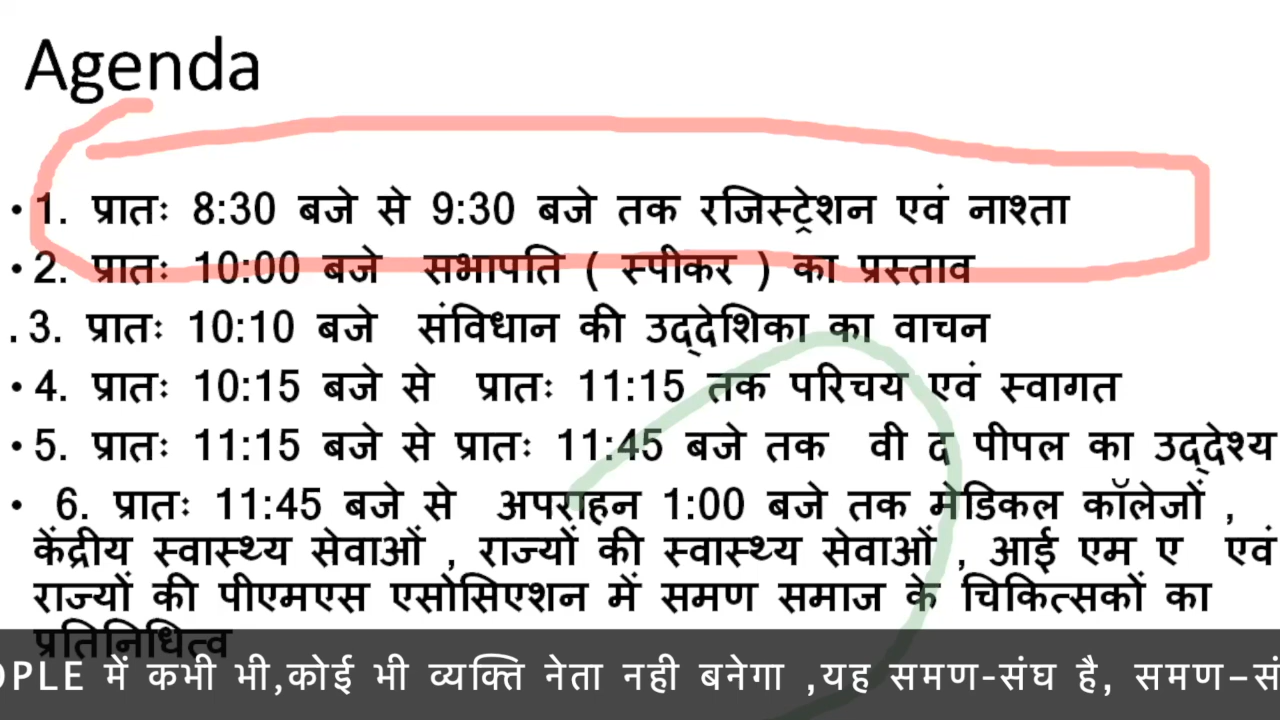 Agenda
• 1. प्रातः 8:30 बजे से 9:30 बजे तक रजिस्ट्रेशन एवं नाश्ता
• 2. प्रातः 10:00 बजे सभापति ( स्पीकर ) का प्रस्ताव
. 3. प्रातः 10:10 बजे संविधान की उद्देशिका का वाचन
• 4. प्रातः 10:15 बजे से प्रातः 11:15 तक परिचय एवं स्वागत
• 5. प्रातः 11:15 बजे से प्रातः 11:45 बजे तक वी द पीपल का उद्देश्य
• 6. प्रातः 11:45 बजे से अपराहन 1:00 बजे तक मेडिकल कॉलेजों ,
केंद्रीय स्वास्थ्य सेवाओं , राज्यों की स्वास्थ्य सेवाओं , आई एम ए एवं
राज्यों की पीएमएस एसोसिएशन में समण समाज के चिकित्सकों का
प्रतिनिधित्व
OPLE में कभी भी,कोई भी व्यक्ति नेता नही बनेगा ,यह समण-संघ है, समण–सं